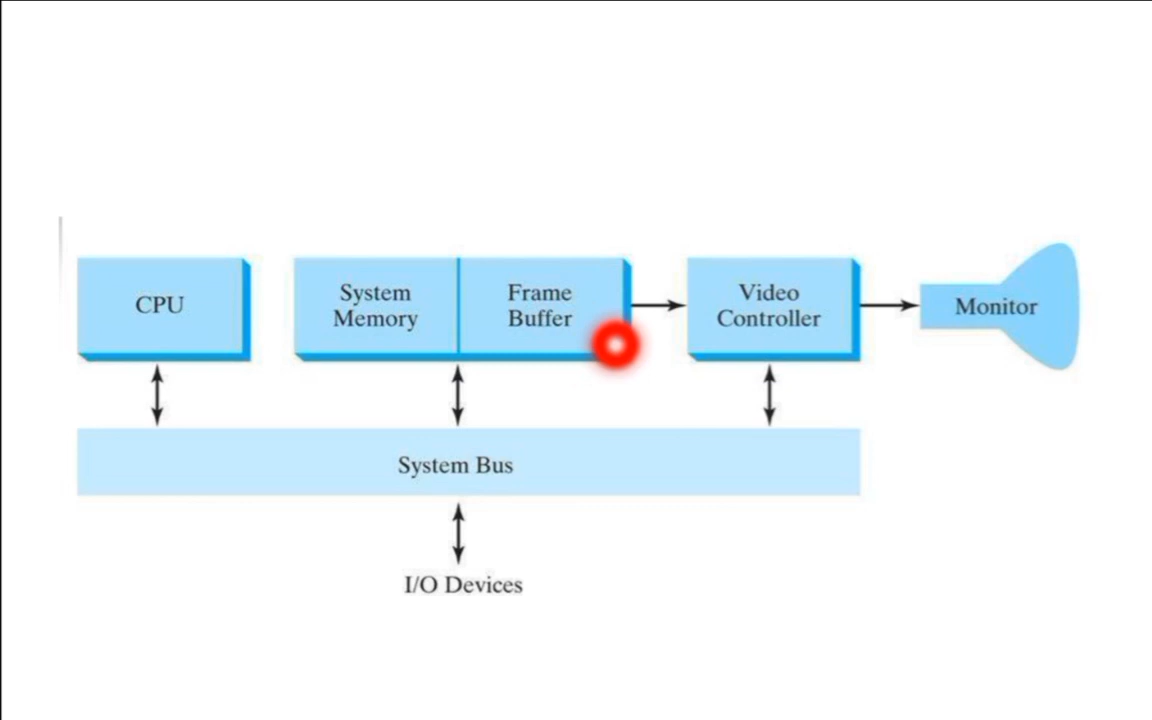 CPU
System
Memory
Frame
Buffer
Video
Controller
Monitor
System Bus
I/O Devices